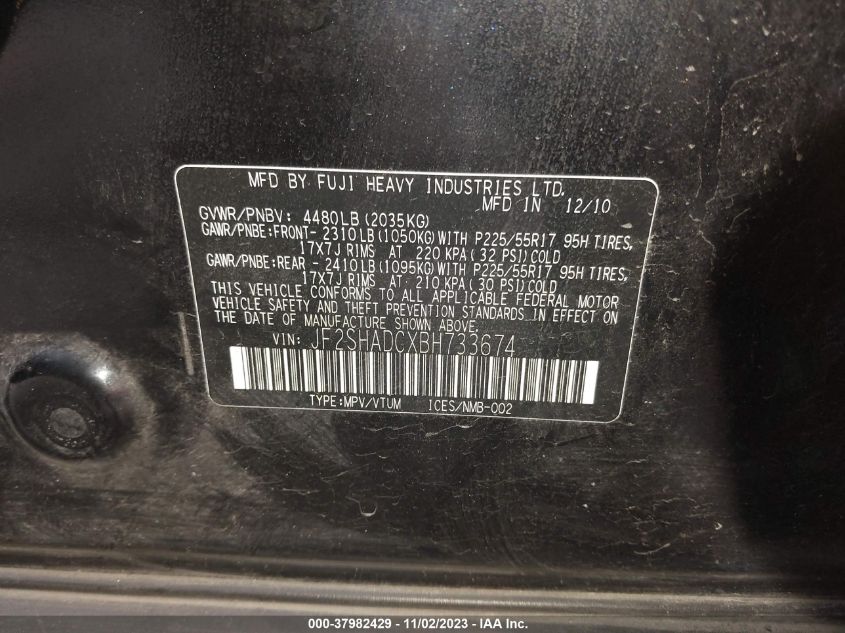 MFD BY FUJI HEAVY INDUSTRIES LTD.
MFD IN 12/10
GVWR/PNBV: 4480LB (2035KG)
GAWR/PNBE:FRONT- 2310LB(1050KG)WITH P225/55R17 95H TIRES,
17X7J RIMS AT 220 KPA( 32 PSI)COLD
GAWR/PNBE:REAR - 2410LB(1095KG)WITH P225/55R17 95H TIRES,
17X7J RIMS AT 210 KPA( 30 PSI)COLD
THIS VEHICLE CONFORMS TO ALL APPLICABLE FEDERAL MOTOR
VEHICLE SAFETY AND THEFT PREVENTION STANDARDS IN EFFECT ON
THE DATE OF MANUFACTURE SHOWN ABOVE.
VIN: JF2SHADCXBH733674
TYPE:MPV/VTUM ICES/NMB-002
000-37982429 - 11/02/2023 - IAA Inc.